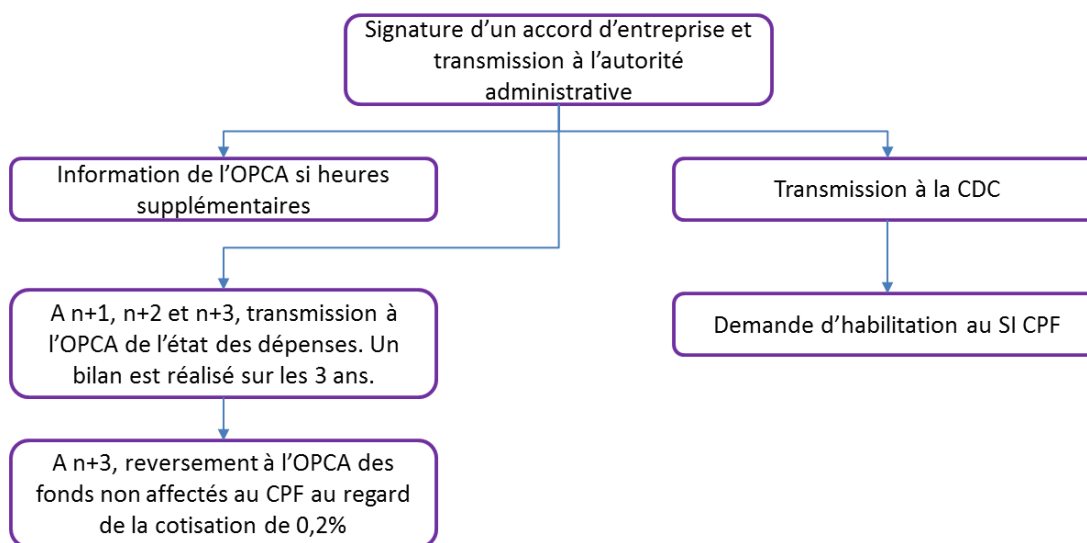 Signature d’un accord d’entreprise et
transmission à l’autorité
administrative
Information de l’OPCA si heures
supplémentaires
Transmission à la CDC
A n+1, n+2 et n+3, transmission à
l’OPCA de l’état des dépenses. Un
bilan est réalisé sur les 3 ans.
Demande d’habilitation au SI CPF
A n+3, reversement à l’OPCA des
fonds non affectés au CPF au regard
de la cotisation de 0,2%